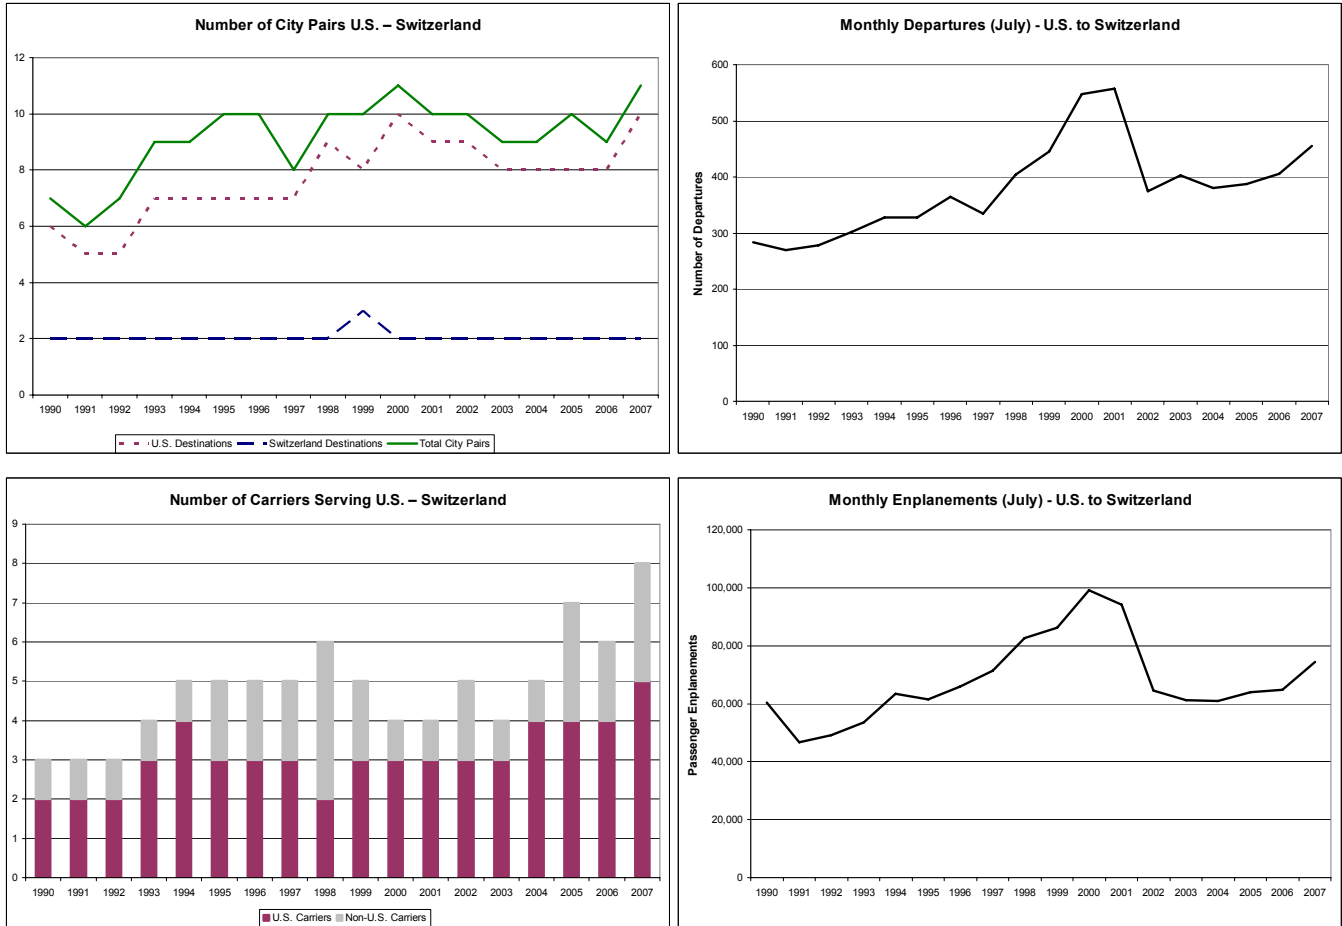 Number of City Pairs U.S. – Switzerland
12
10
8
6
4
2
0
1990 1991 1992 1993 1994 1995 1996 1997 1998 1999 2000 2001 2002 2003 2004 2005 2006 2007
U.S. Destinations Switzerland Destinations Total City Pairs
Monthly Departures (July) - U.S. to Switzerland
Number of Departures
600
500
400
300
200
100
0
1990 1991 1992 1993 1994 1995 1996 1997 1998 1999 2000 2001 2002 2003 2004 2005 2006 2007
Number of Carriers Serving U.S. – Switzerland
9
8
7
6
5
4
3
2
1
0
1990 1991 1992 1993 1994 1995 1996 1997 1998 1999 2000 2001 2002 2003 2004 2005 2006 2007
U.S. Carriers Non-U.S. Carriers
Monthly Enplanements (July) - U.S. to Switzerland
Passenger Enplanements
120,000
100,000
80,000
60,000
40,000
20,000
0
1990 1991 1992 1993 1994 1995 1996 1997 1998 1999 2000 2001 2002 2003 2004 2005 2006 2007